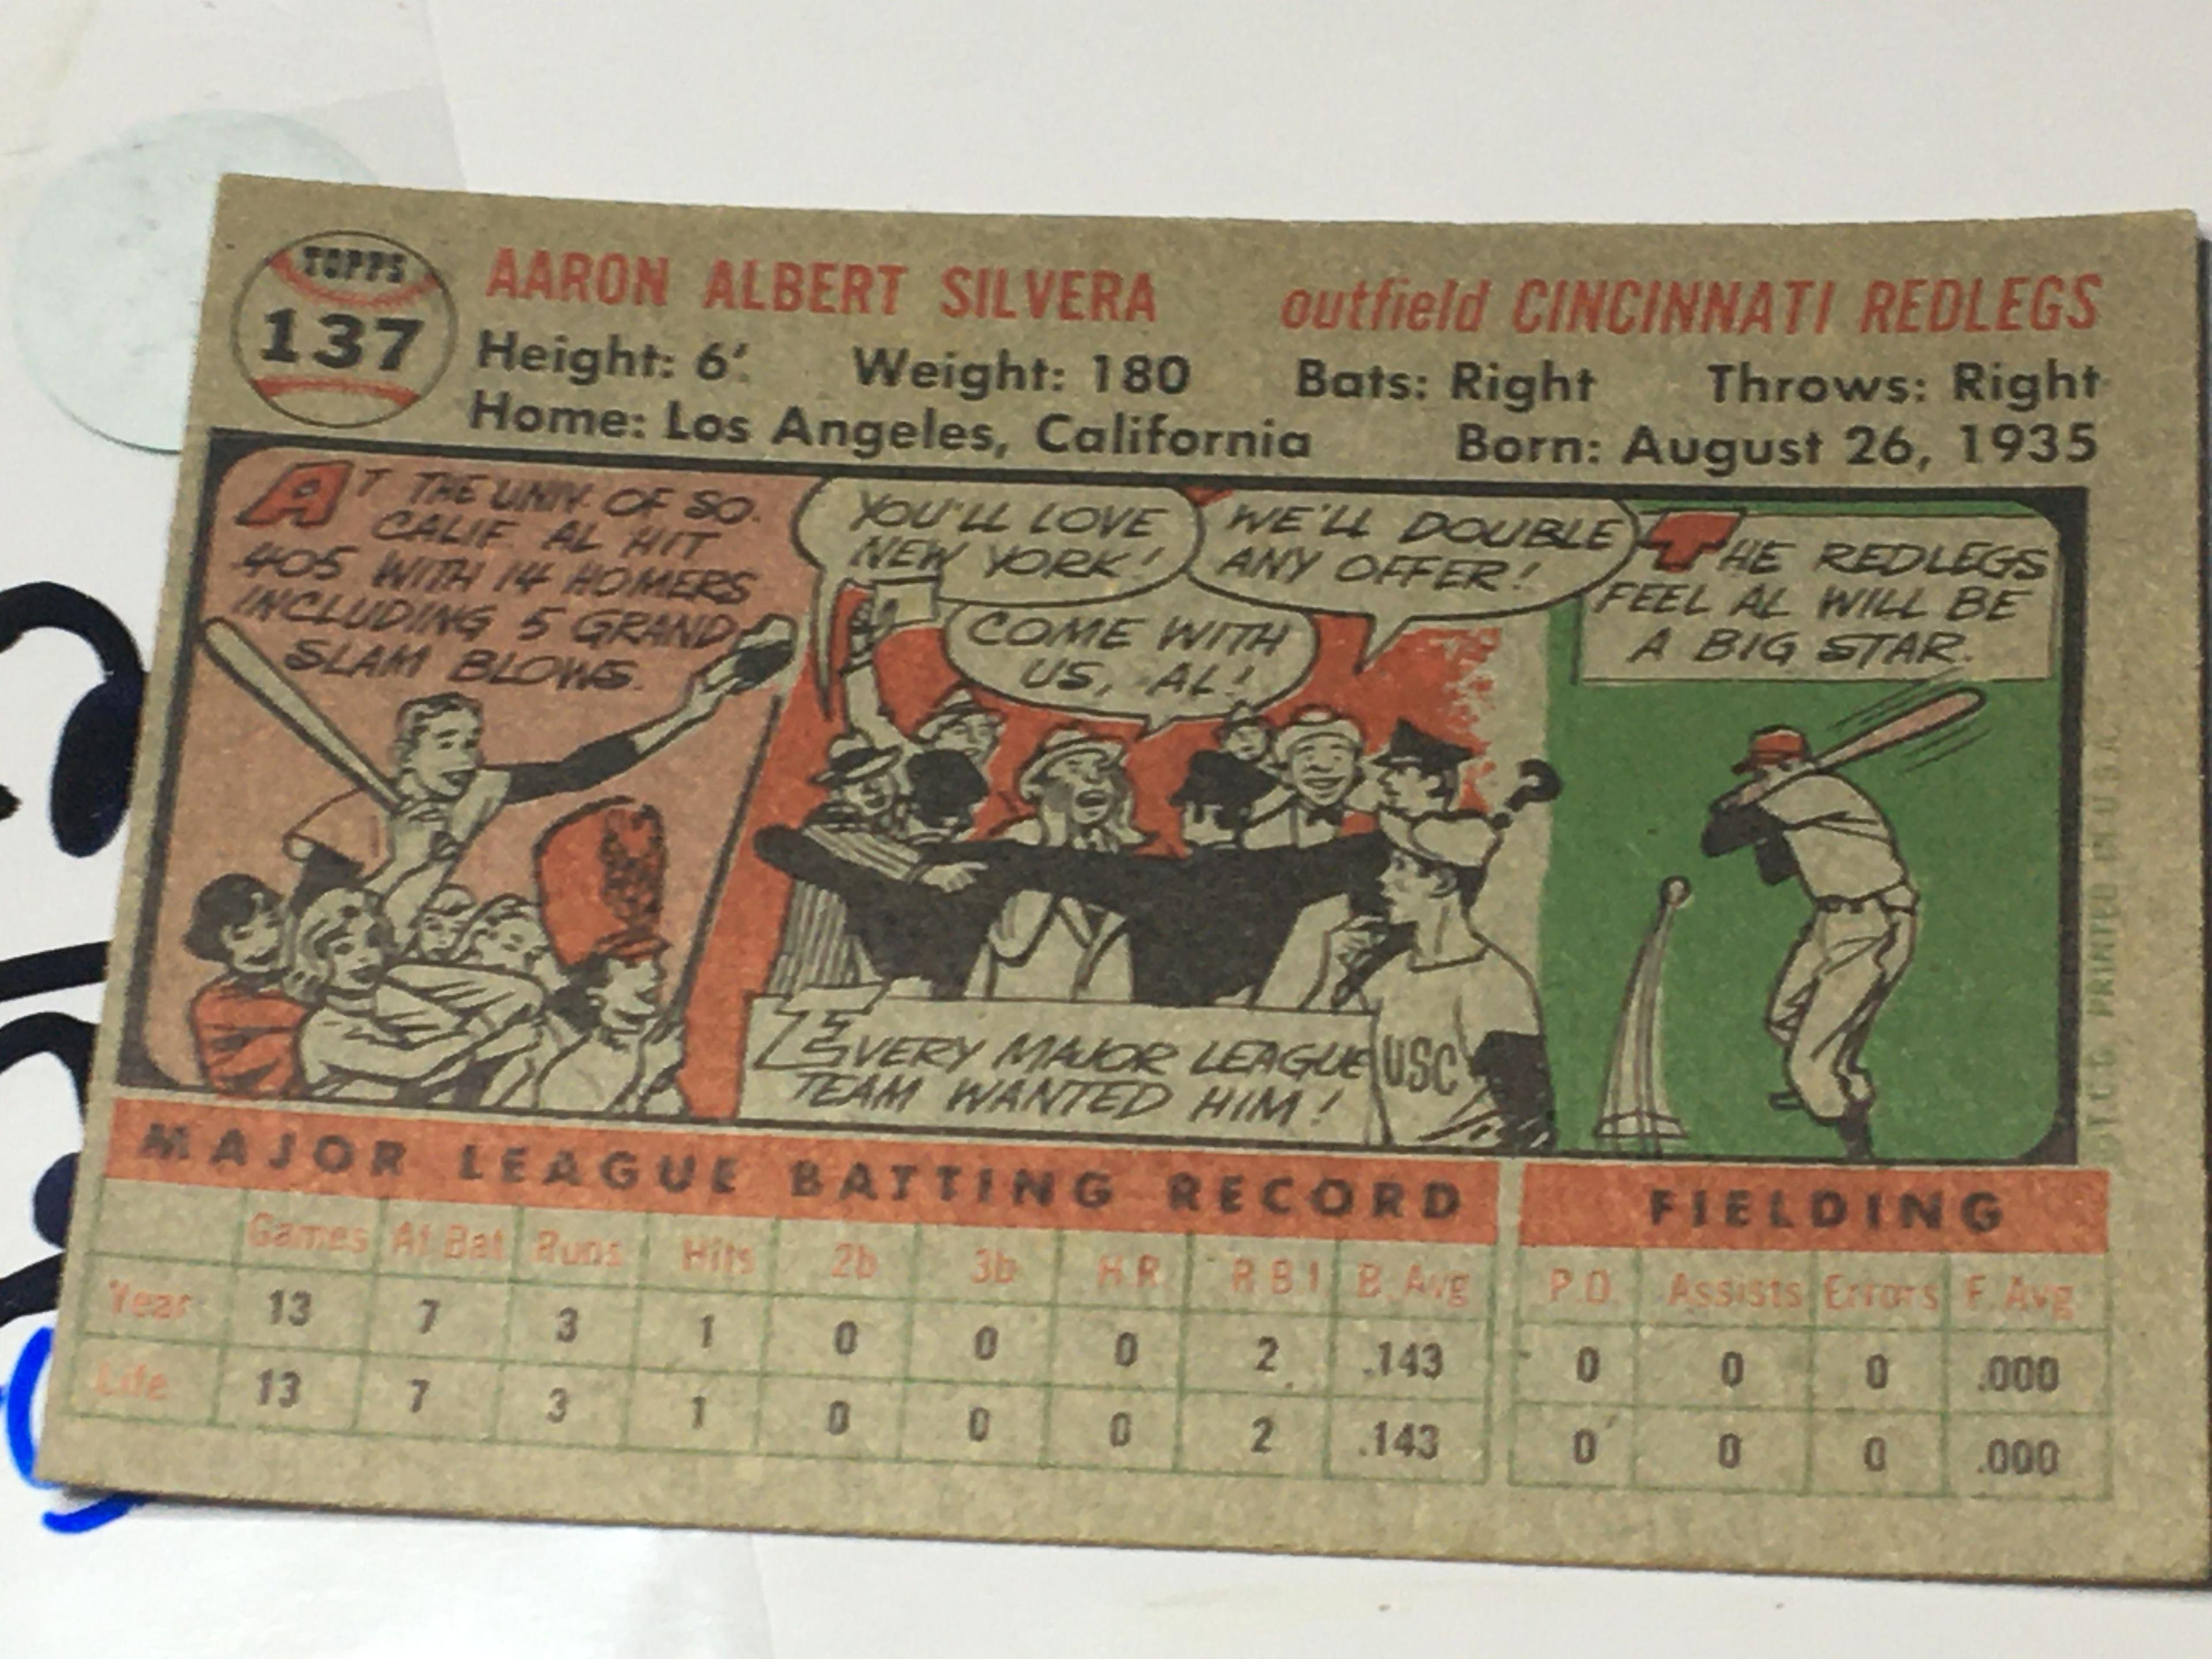 TOPPS
137
AARON ALBERT SILVERA
outfield CINCINNATI REDLEGS
Height: 6' Weight: 180 Bats: Right Throws: Right
Home: Los Angeles, California Born: August 26, 1935
AT THE UNIV. OF SO.
CALIF. AL HIT
405 WITH 14 HOMERS
INCLUDING 5 GRAND
SLAM BLOWS.
YOU'LL LOVE
NEW YORK!
WE'LL DOUBLE
ANY OFFER!
COME WITH
US, AL!
?
USC
EVERY MAJOR LEAGUE
TEAM WANTED HIM!
THE REDLEGS
FEEL AL WILL BE
A BIG STAR.
T.C.G. PRINTED IN U.S.A.
MAJOR LEAGUE BATTING RECORD
FIELDING
Games At Bat Runs Hits 2b 3b H.R. R.B.I. B.Avg P.O. Assists Errors F.Avg
Year 13 7 3 1 0 0 0 2 .143 0 0 0 .000
Life 13 7 3 1 0 0 0 2 .143 0 0 0 .000